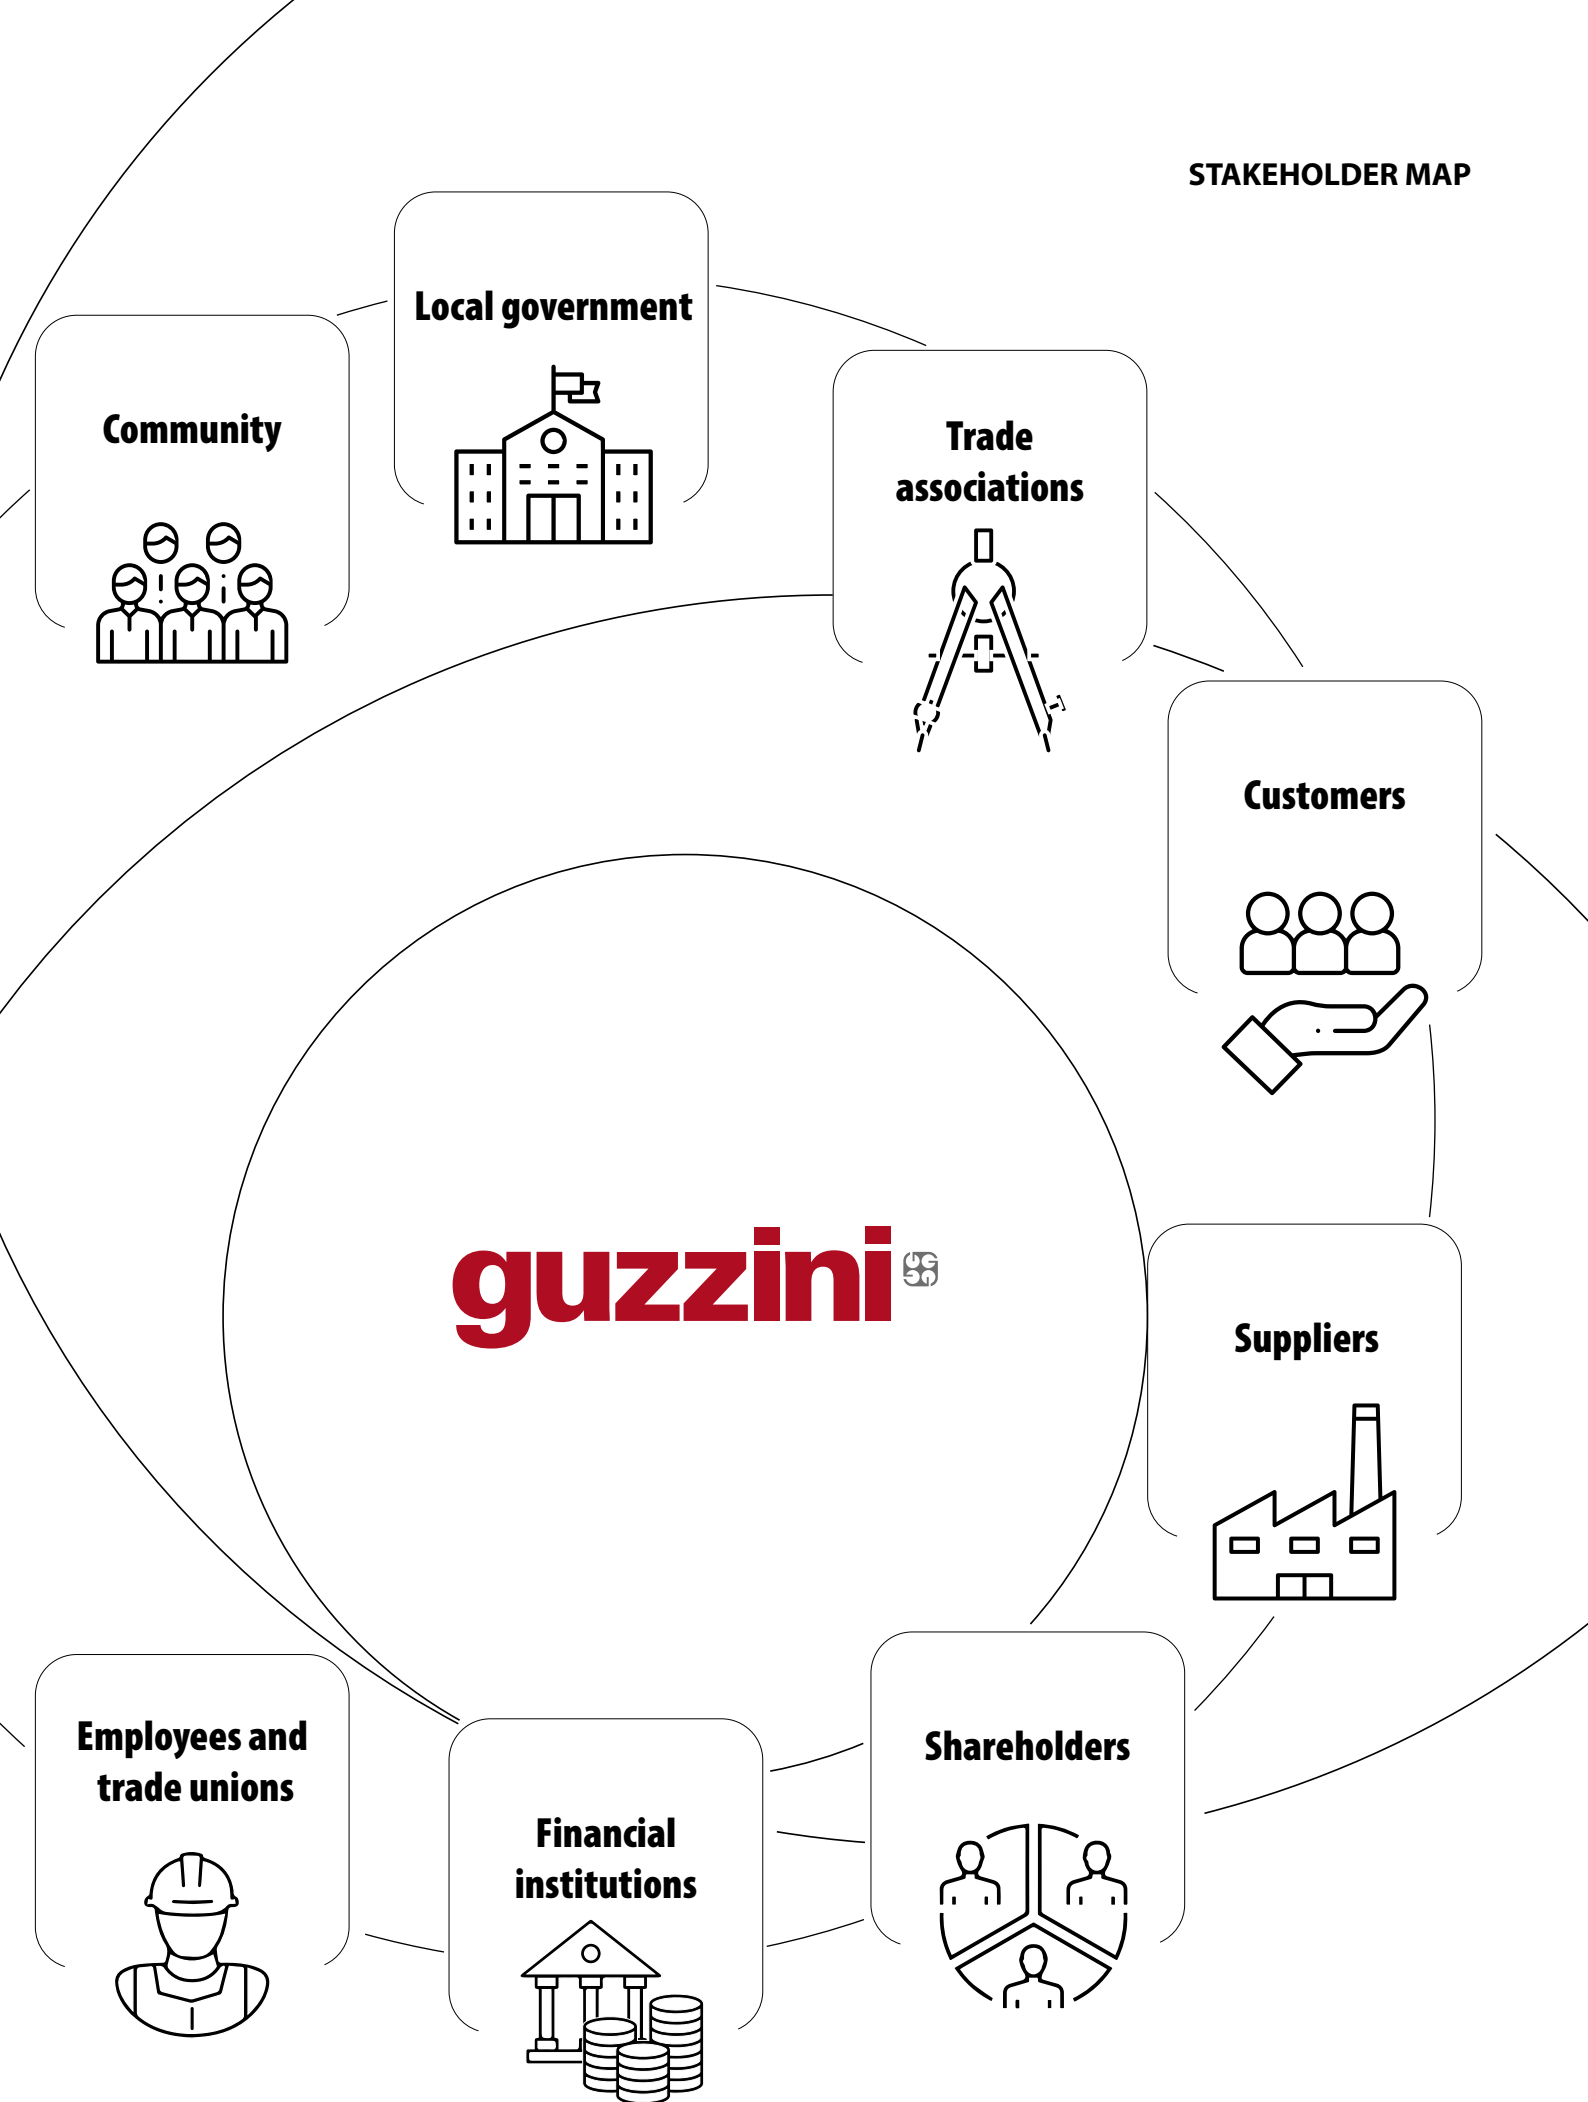 STAKEHOLDER MAP
Local government
Community
Trade
associations
Customers
guzzini
Suppliers
Employees and
trade unions
Shareholders
Financial
institutions